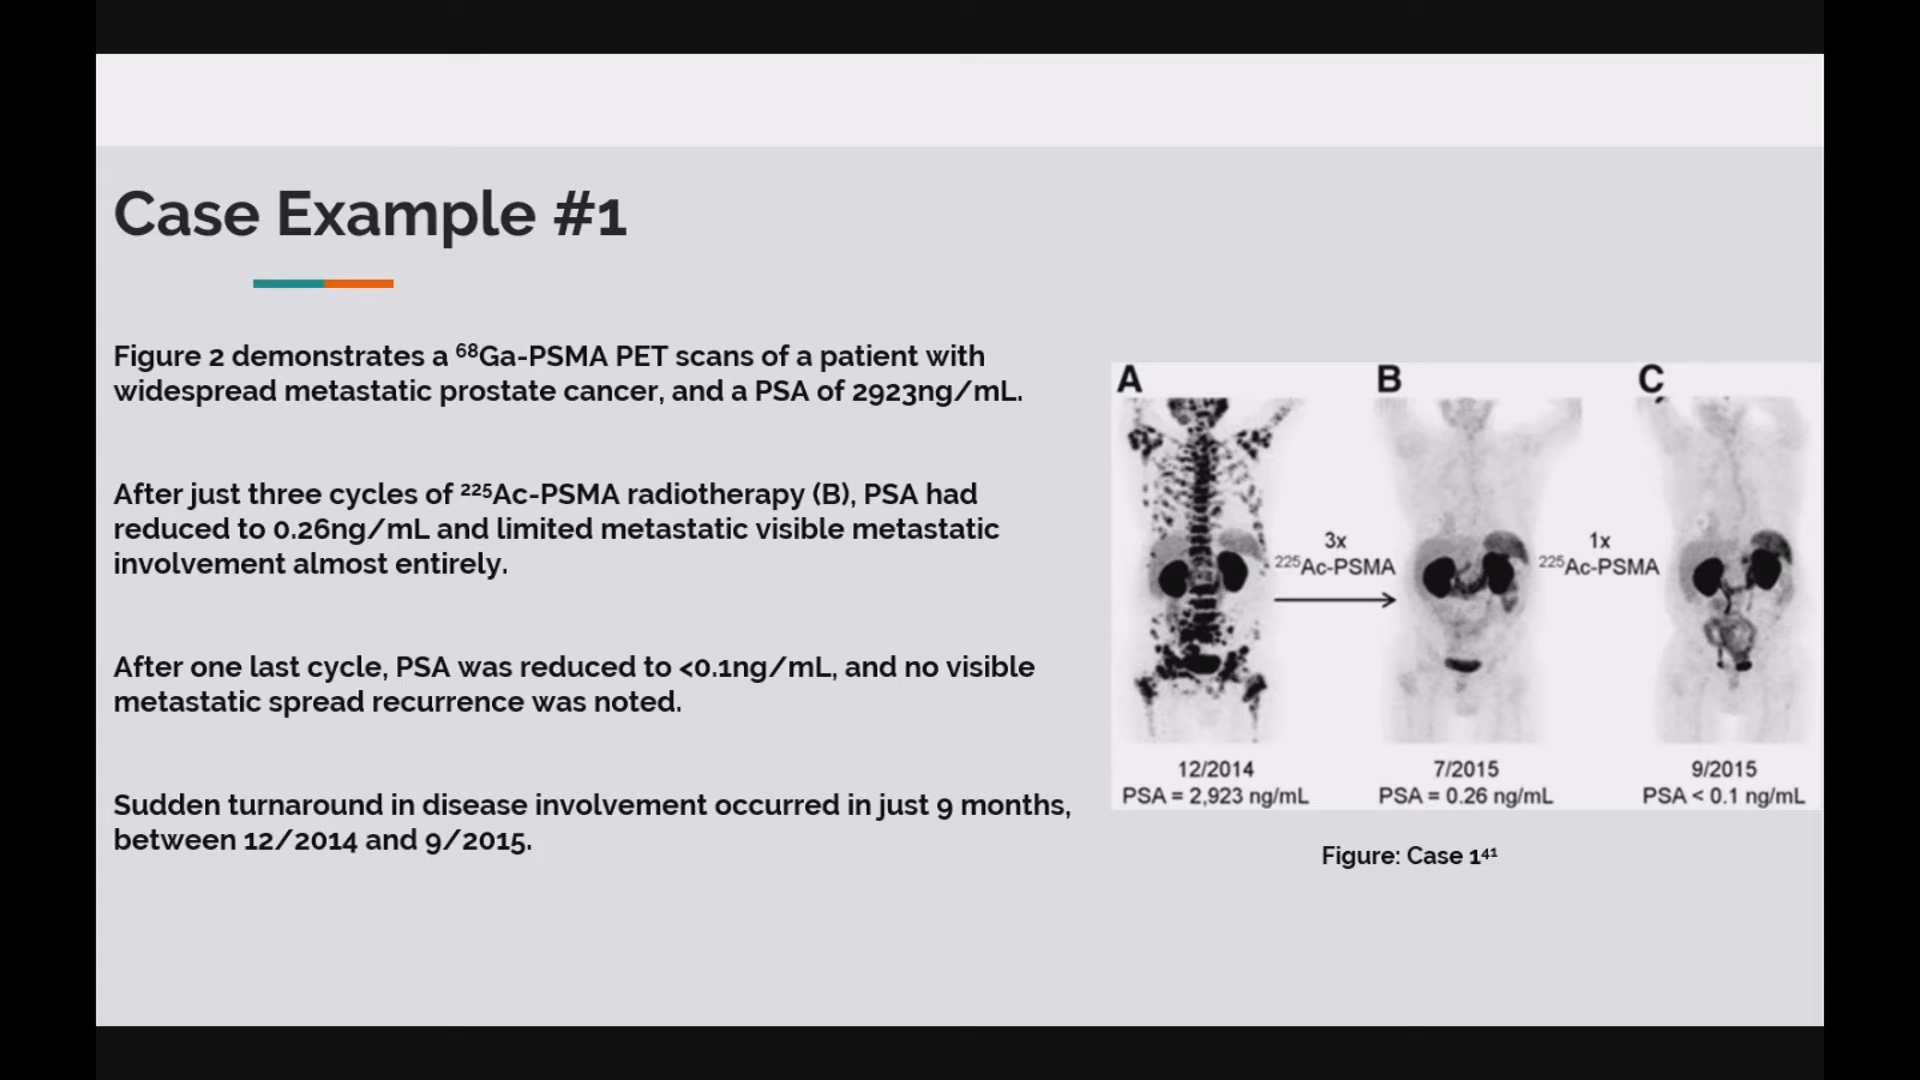 Case Example #1
Figure 2 demonstrates a ⁶⁸Ga-PSMA PET scans of a patient with
widespread metastatic prostate cancer, and a PSA of 2923ng/mL.
After just three cycles of ²²⁵Ac-PSMA radiotherapy (B), PSA had
reduced to 0.26ng/mL and limited metastatic visible metastatic
involvement almost entirely.
After one last cycle, PSA was reduced to <0.1ng/mL, and no visible
metastatic spread recurrence was noted.
Sudden turnaround in disease involvement occurred in just 9 months,
between 12/2014 and 9/2015.
A
B
C
3x
²²⁵Ac-PSMA
1x
²²⁵Ac-PSMA
12/2014
PSA = 2,923 ng/mL
7/2015
PSA = 0.26 ng/mL
9/2015
PSA < 0.1 ng/mL
Figure: Case 1⁴¹